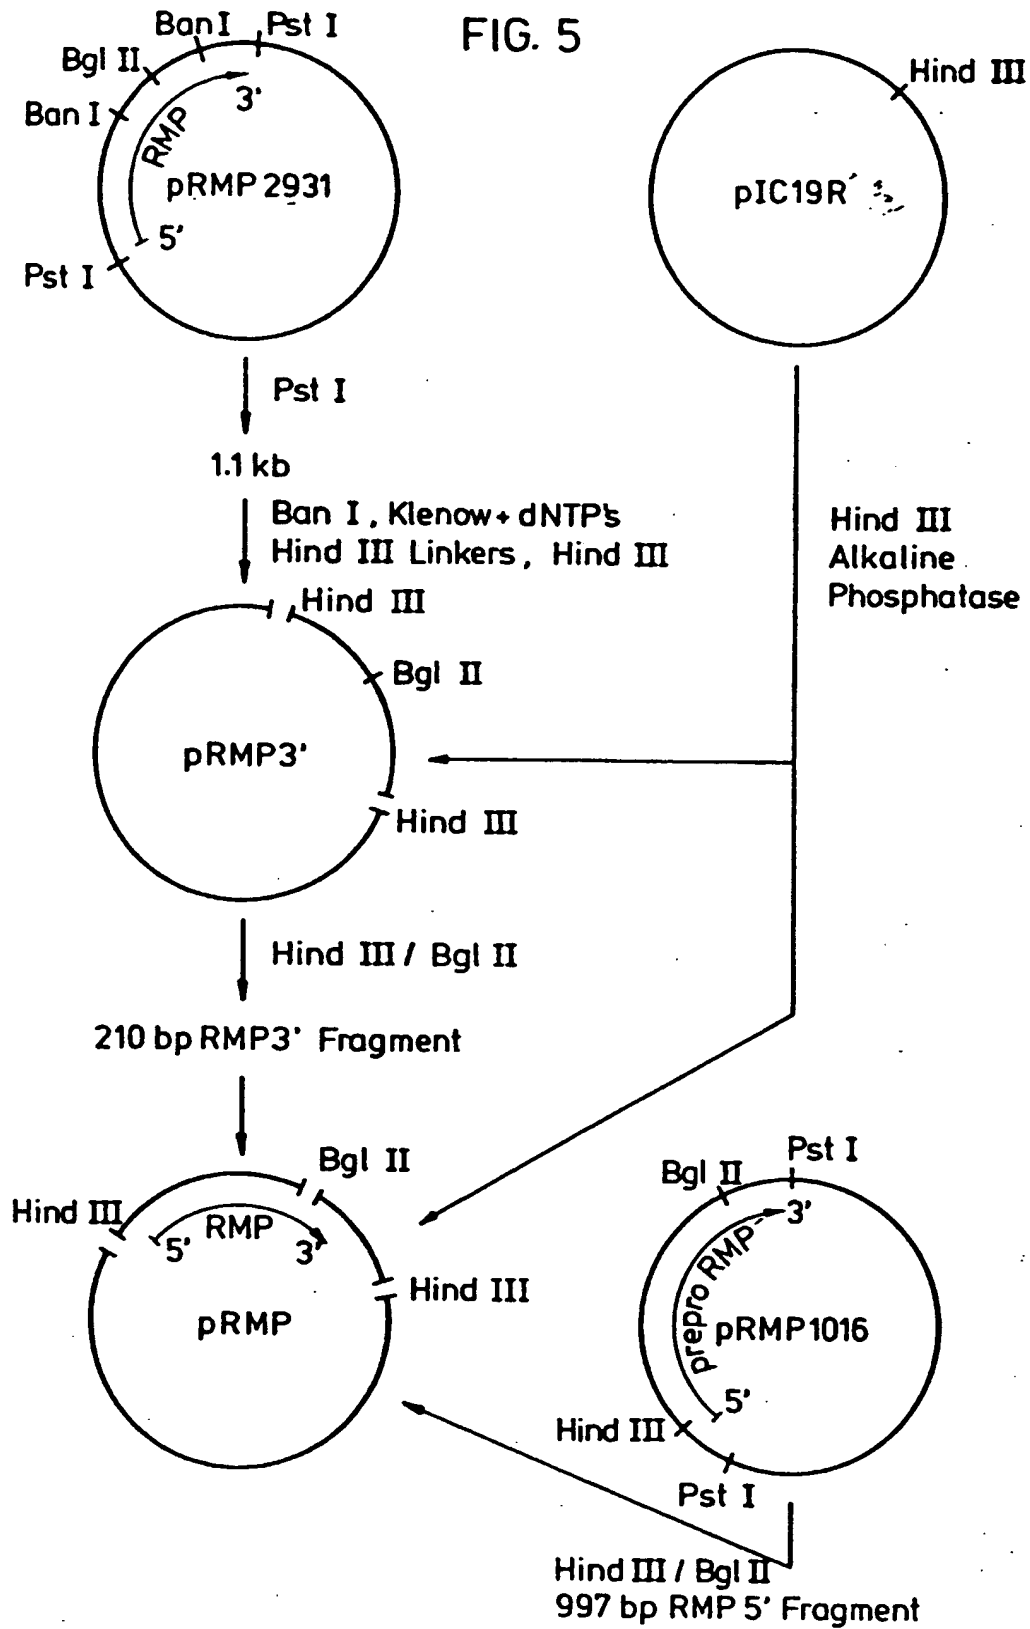 FIG. 5
Ban I
Pst I
Bgl II
Ban I
3'
RMP
pRMP2931
5'
Pst I
Hind III
pIC19R
Pst I
1.1 kb
Ban I, Klenow + dNTP's
Hind III Linkers, Hind III
Hind III
Alkaline
Phosphatase
Hind III
Bgl II
pRMP3'
Hind III
Hind III / Bgl II
210 bp RMP3' Fragment
Bgl II
Hind III
RMP
5'
3'
Hind III
pRMP
Pst I
Bgl II
3'
prepro RMP
pRMP1016
5'
Hind III
Pst I
Hind III / Bgl II
997 bp RMP 5' Fragment